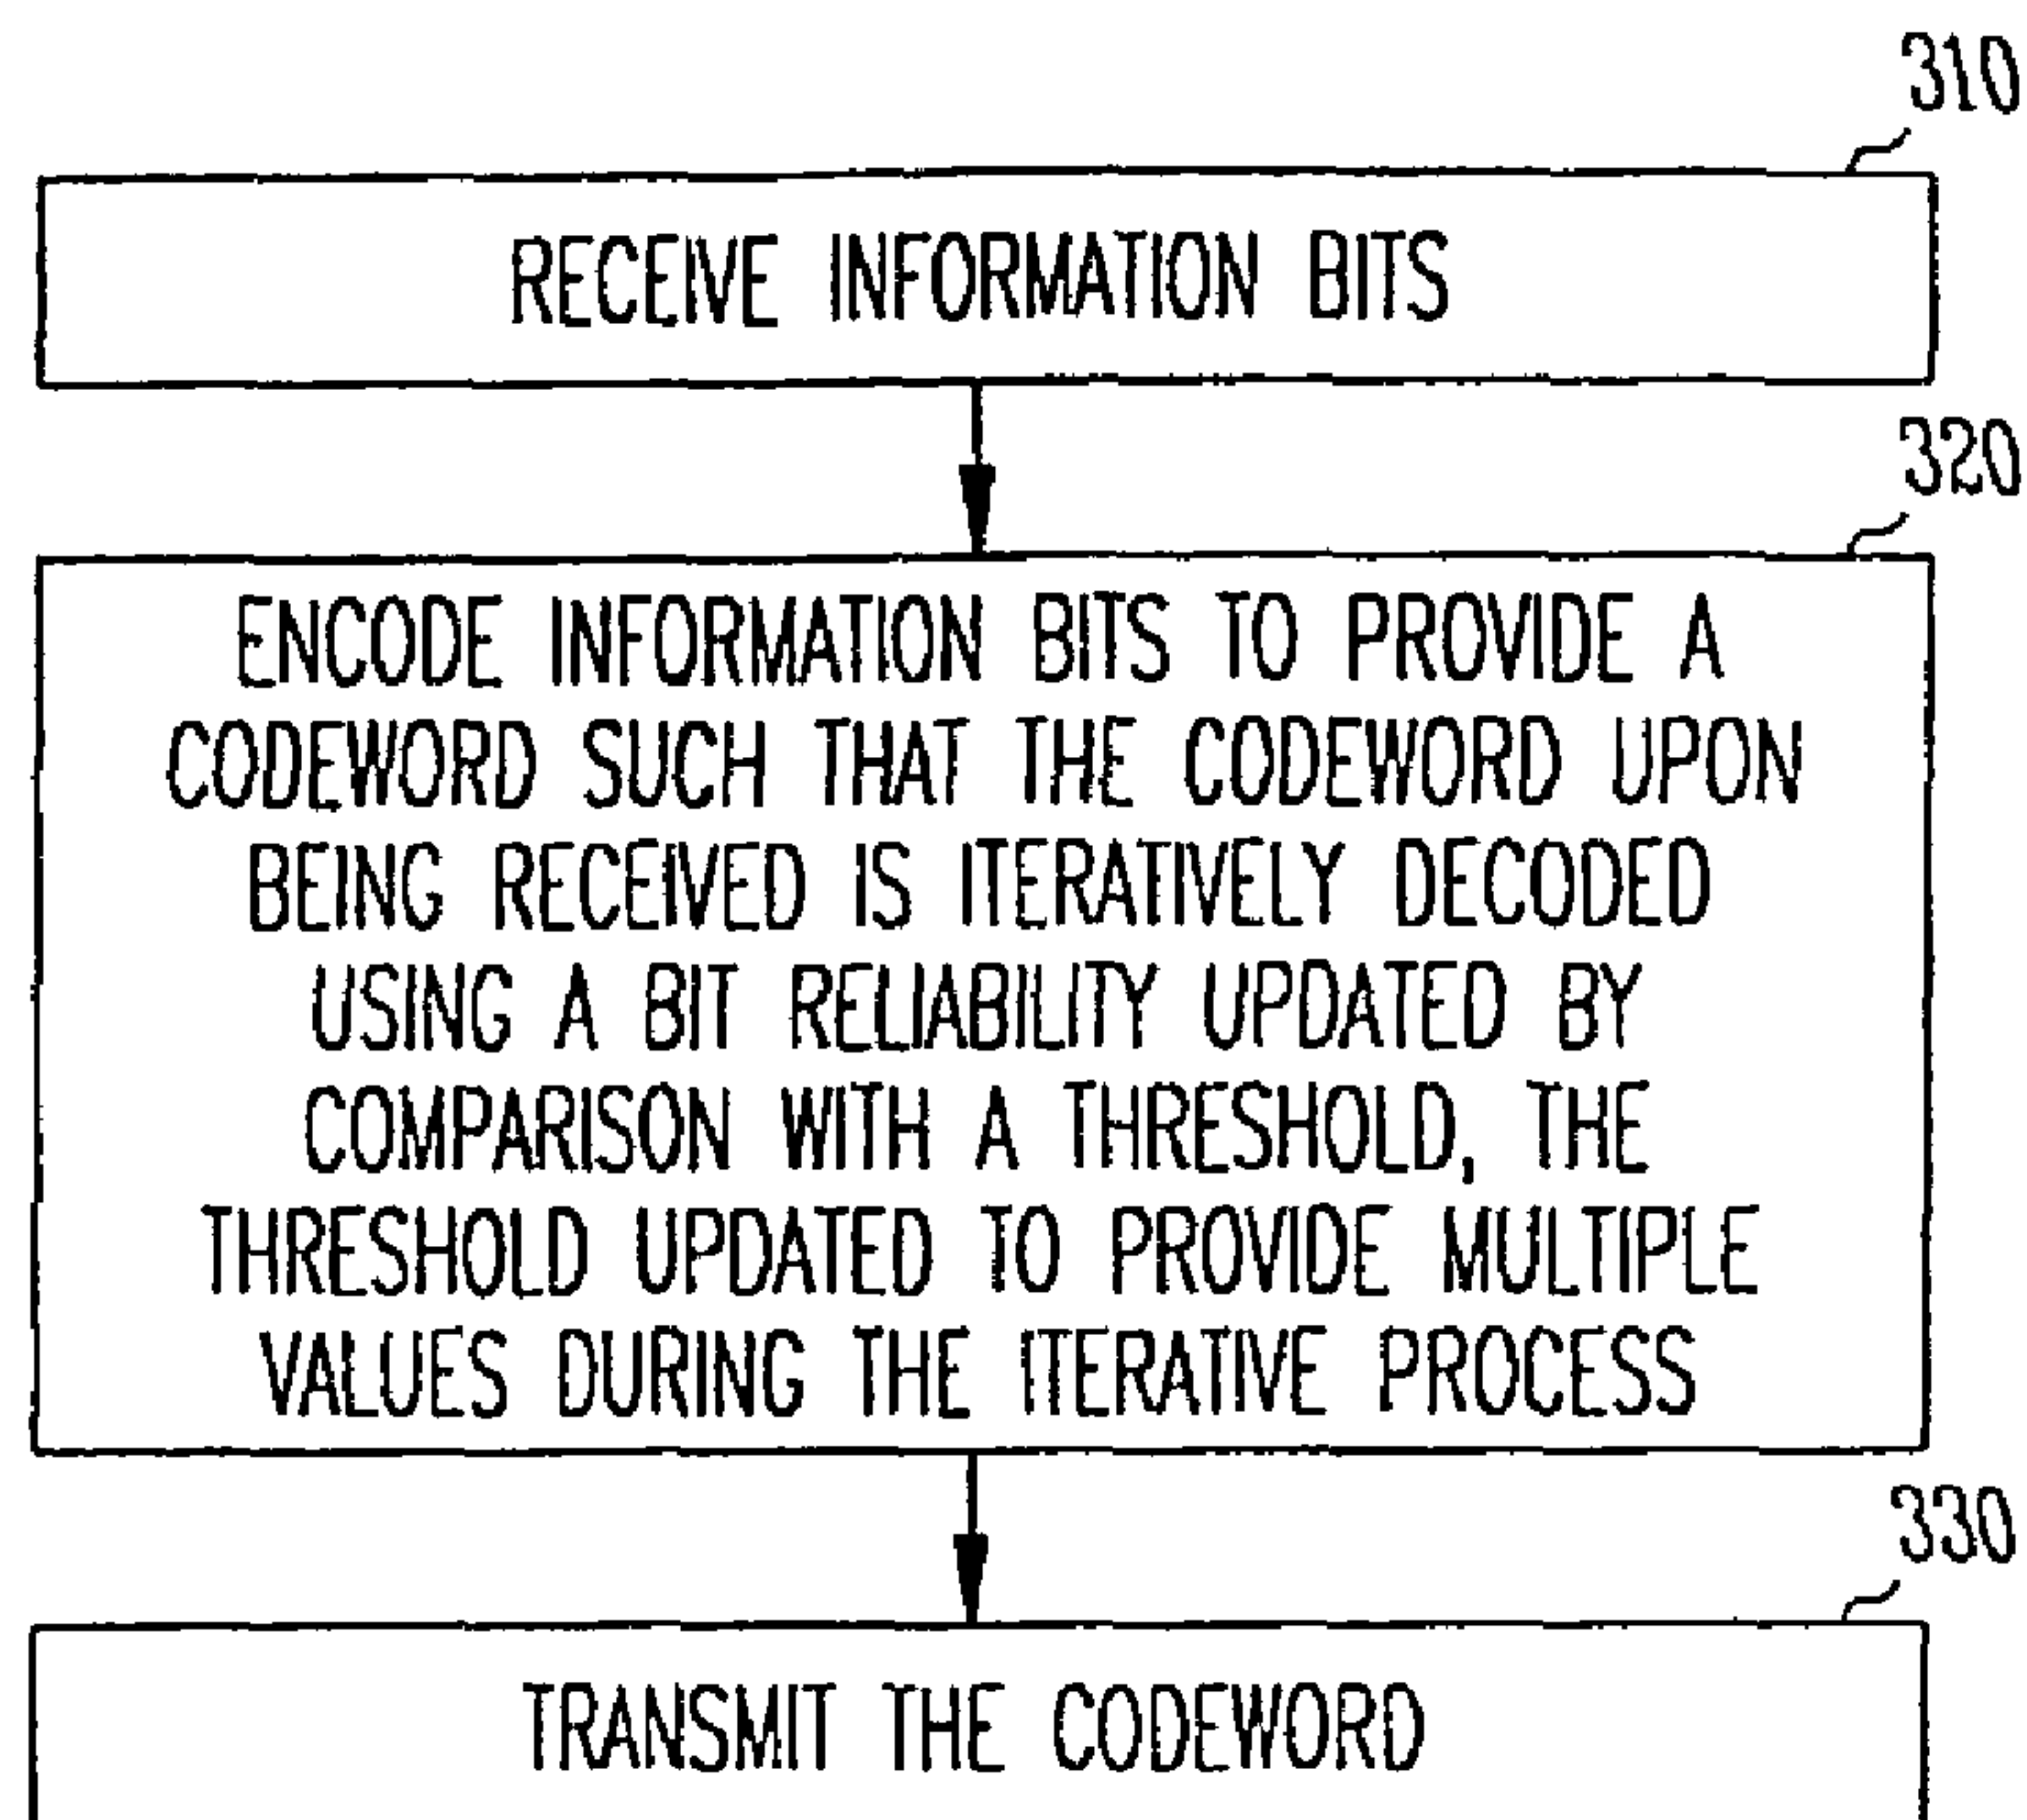 310
RECEIVE INFORMATION BITS
320
ENCODE INFORMATION BITS TO PROVIDE A
CODEWORD SUCH THAT THE CODEWORD UPON
BEING RECEIVED IS ITERATIVELY DECODED
USING A BIT RELIABILITY UPDATED BY
COMPARISON WITH A THRESHOLD, THE
THRESHOLD UPDATED TO PROVIDE MULTIPLE
VALUES DURING THE ITERATIVE PROCESS
330
TRANSMIT THE CODEWORD